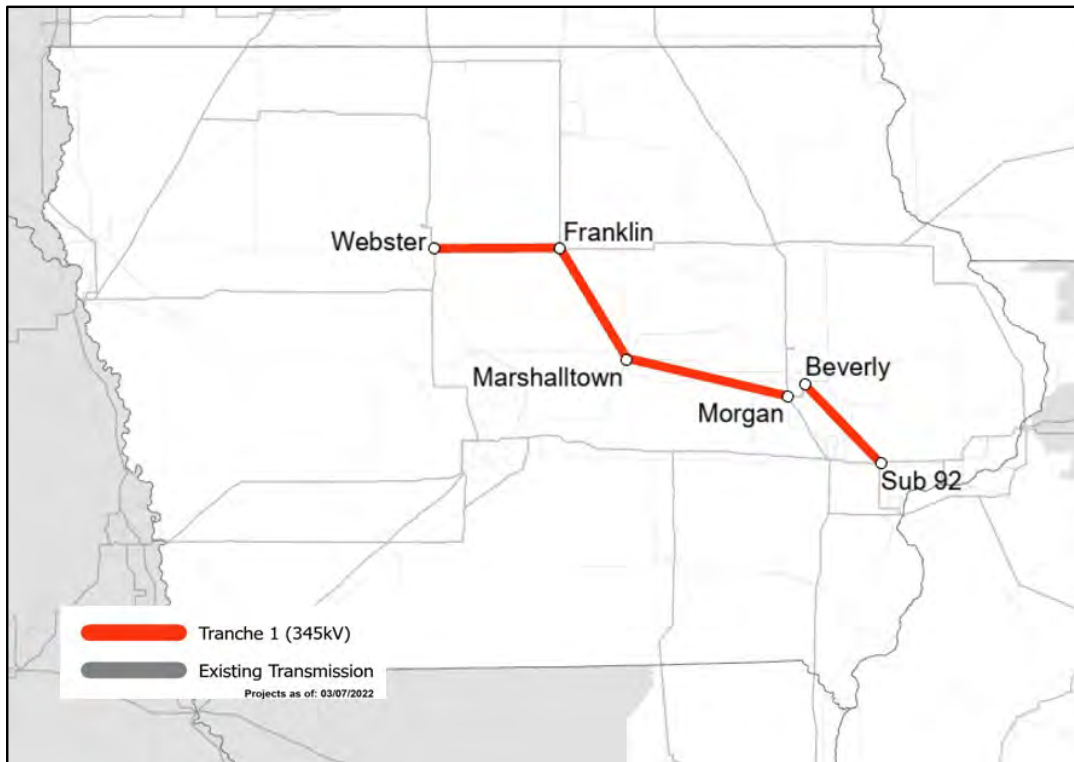 Franklin
Webster
Marshalltown
Beverly
Morgan
Sub 92
Tranche 1 (345kV)
Existing Transmission
Projects as of: 03/07/2022